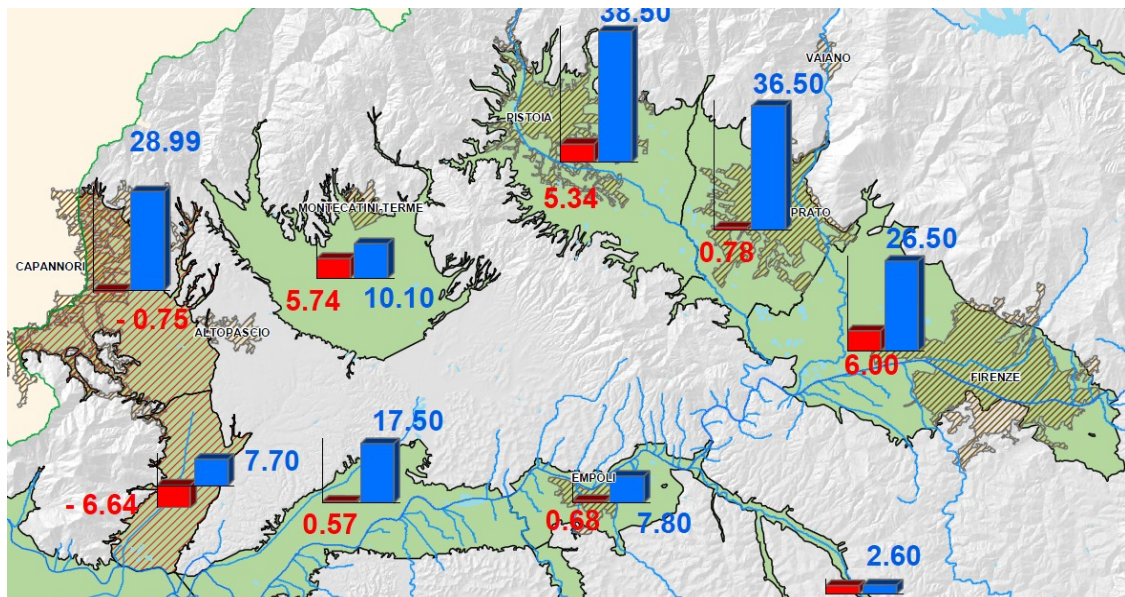 38.50
VAIANO
36.50
PISTOIA
28.99
5.34
MONTECATINI-TERME
PRATO
0.78
26.50
CAPANNORI
5.74
10.10
- 0.75
ALTOPASCIO
6.00
FIRENZE
17.50
7.70
EMPOLI
- 6.64
0.57
0.68
7.80
2.60